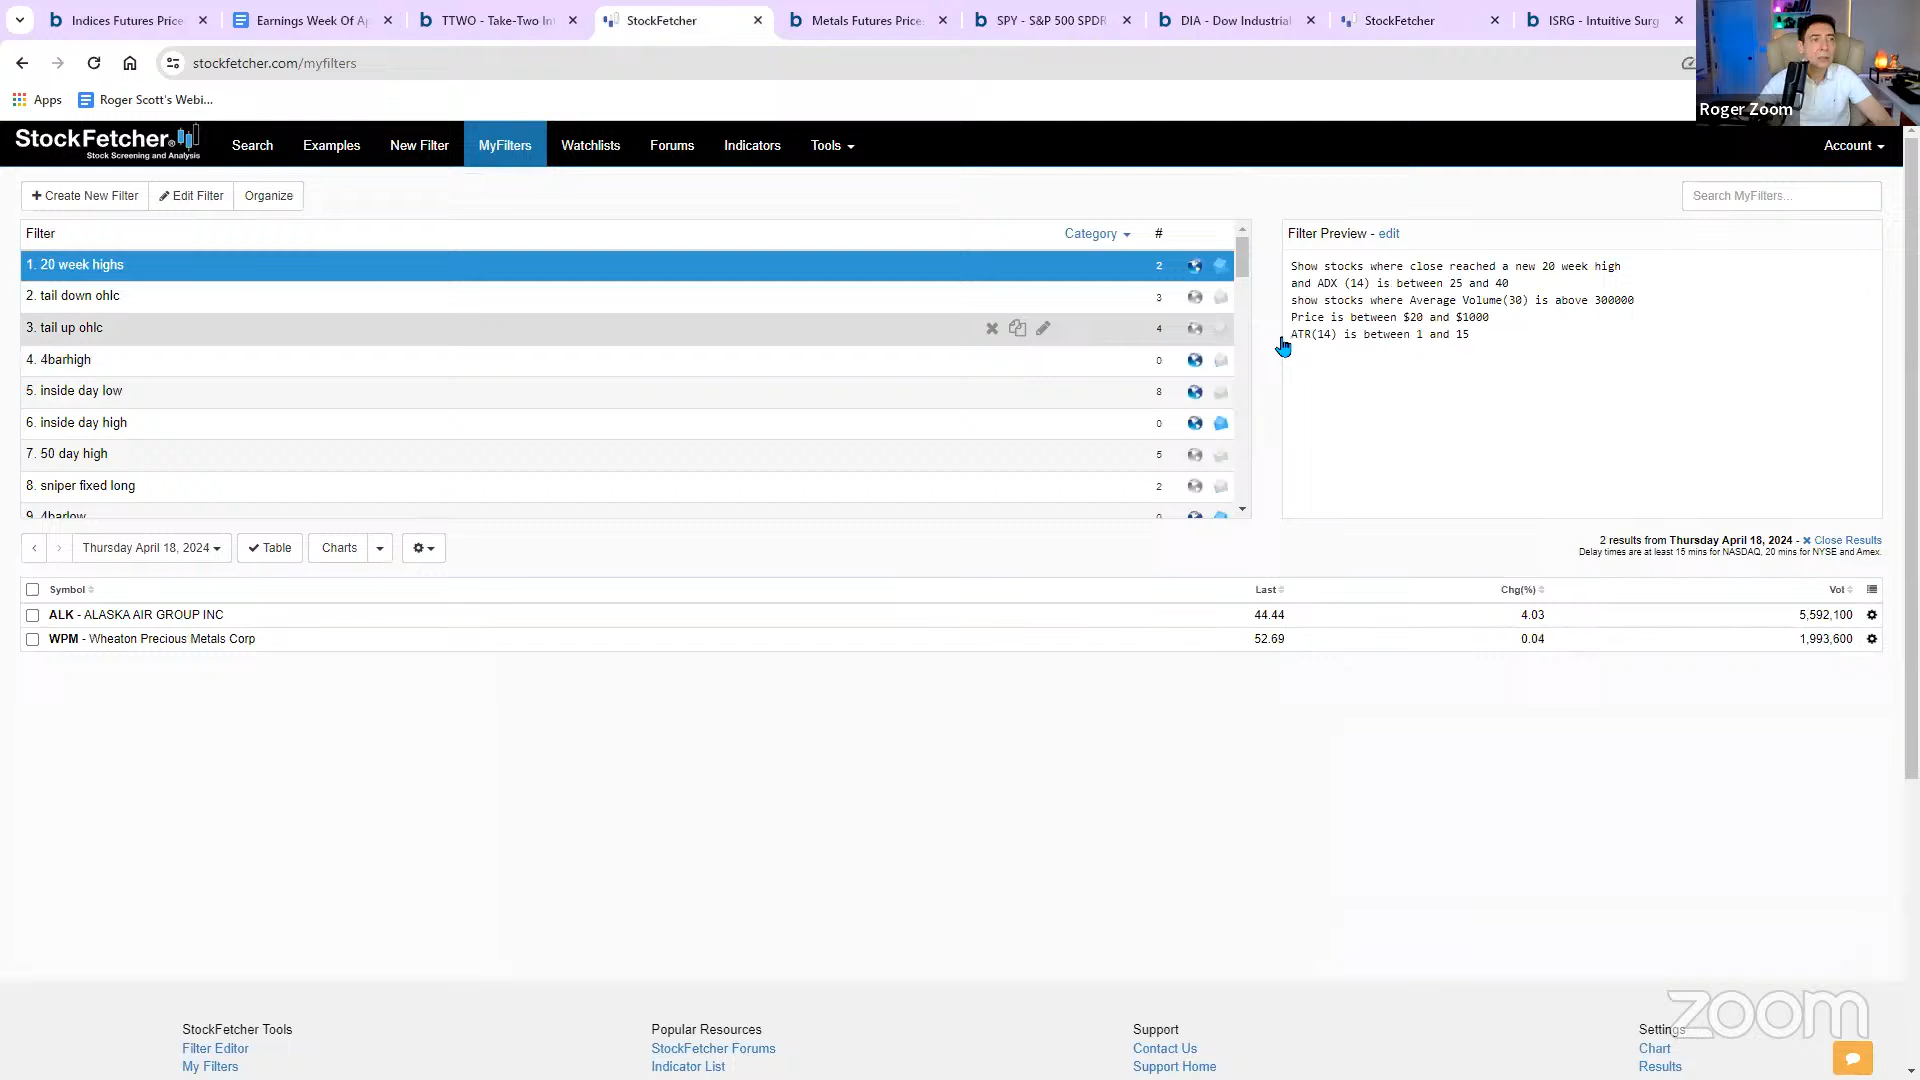 Indices Futures Price
Earnings Week Of Ap
TTWO - Take-Two In
StockFetcher
Metals Futures Price
SPY - S&P 500 SPDR
DIA - Dow Industrial
StockFetcher
ISRG - Intuitive Surg
stockfetcher.com/myfilters
Apps
Roger Scott's Webi...
Roger Zoom
StockFetcher
Stock Screening and Analysis
Search
Examples
New Filter
MyFilters
Watchlists
Forums
Indicators
Tools
Account
Create New Filter
Edit Filter
Organize
Search MyFilters...
Filter
Category
#
1. 20 week highs
2
2. tail down ohlc
3
3. tail up ohlc
4
4. 4barhigh
0
5. inside day low
8
6. inside day high
0
7. 50 day high
5
8. sniper fixed long
2
9. 4barlow
Filter Preview - edit
Show stocks where close reached a new 20 week high
and ADX (14) is between 25 and 40
show stocks where Average Volume(30) is above 300000
Price is between $20 and $1000
ATR(14) is between 1 and 15
Thursday April 18, 2024
Table
Charts
2 results from Thursday April 18, 2024 - Close Results
Delay times are at least 15 mins for NASDAQ, 20 mins for NYSE and Amex.
Symbol
Last
Chg(%)
Vol
ALK - ALASKA AIR GROUP INC
44.44
4.03
5,592,100
WPM - Wheaton Precious Metals Corp
52.69
0.04
1,993,600
StockFetcher Tools
Filter Editor
My Filters
Popular Resources
StockFetcher Forums
Indicator List
Support
Contact Us
Support Home
Settings
Chart
Results
zoom